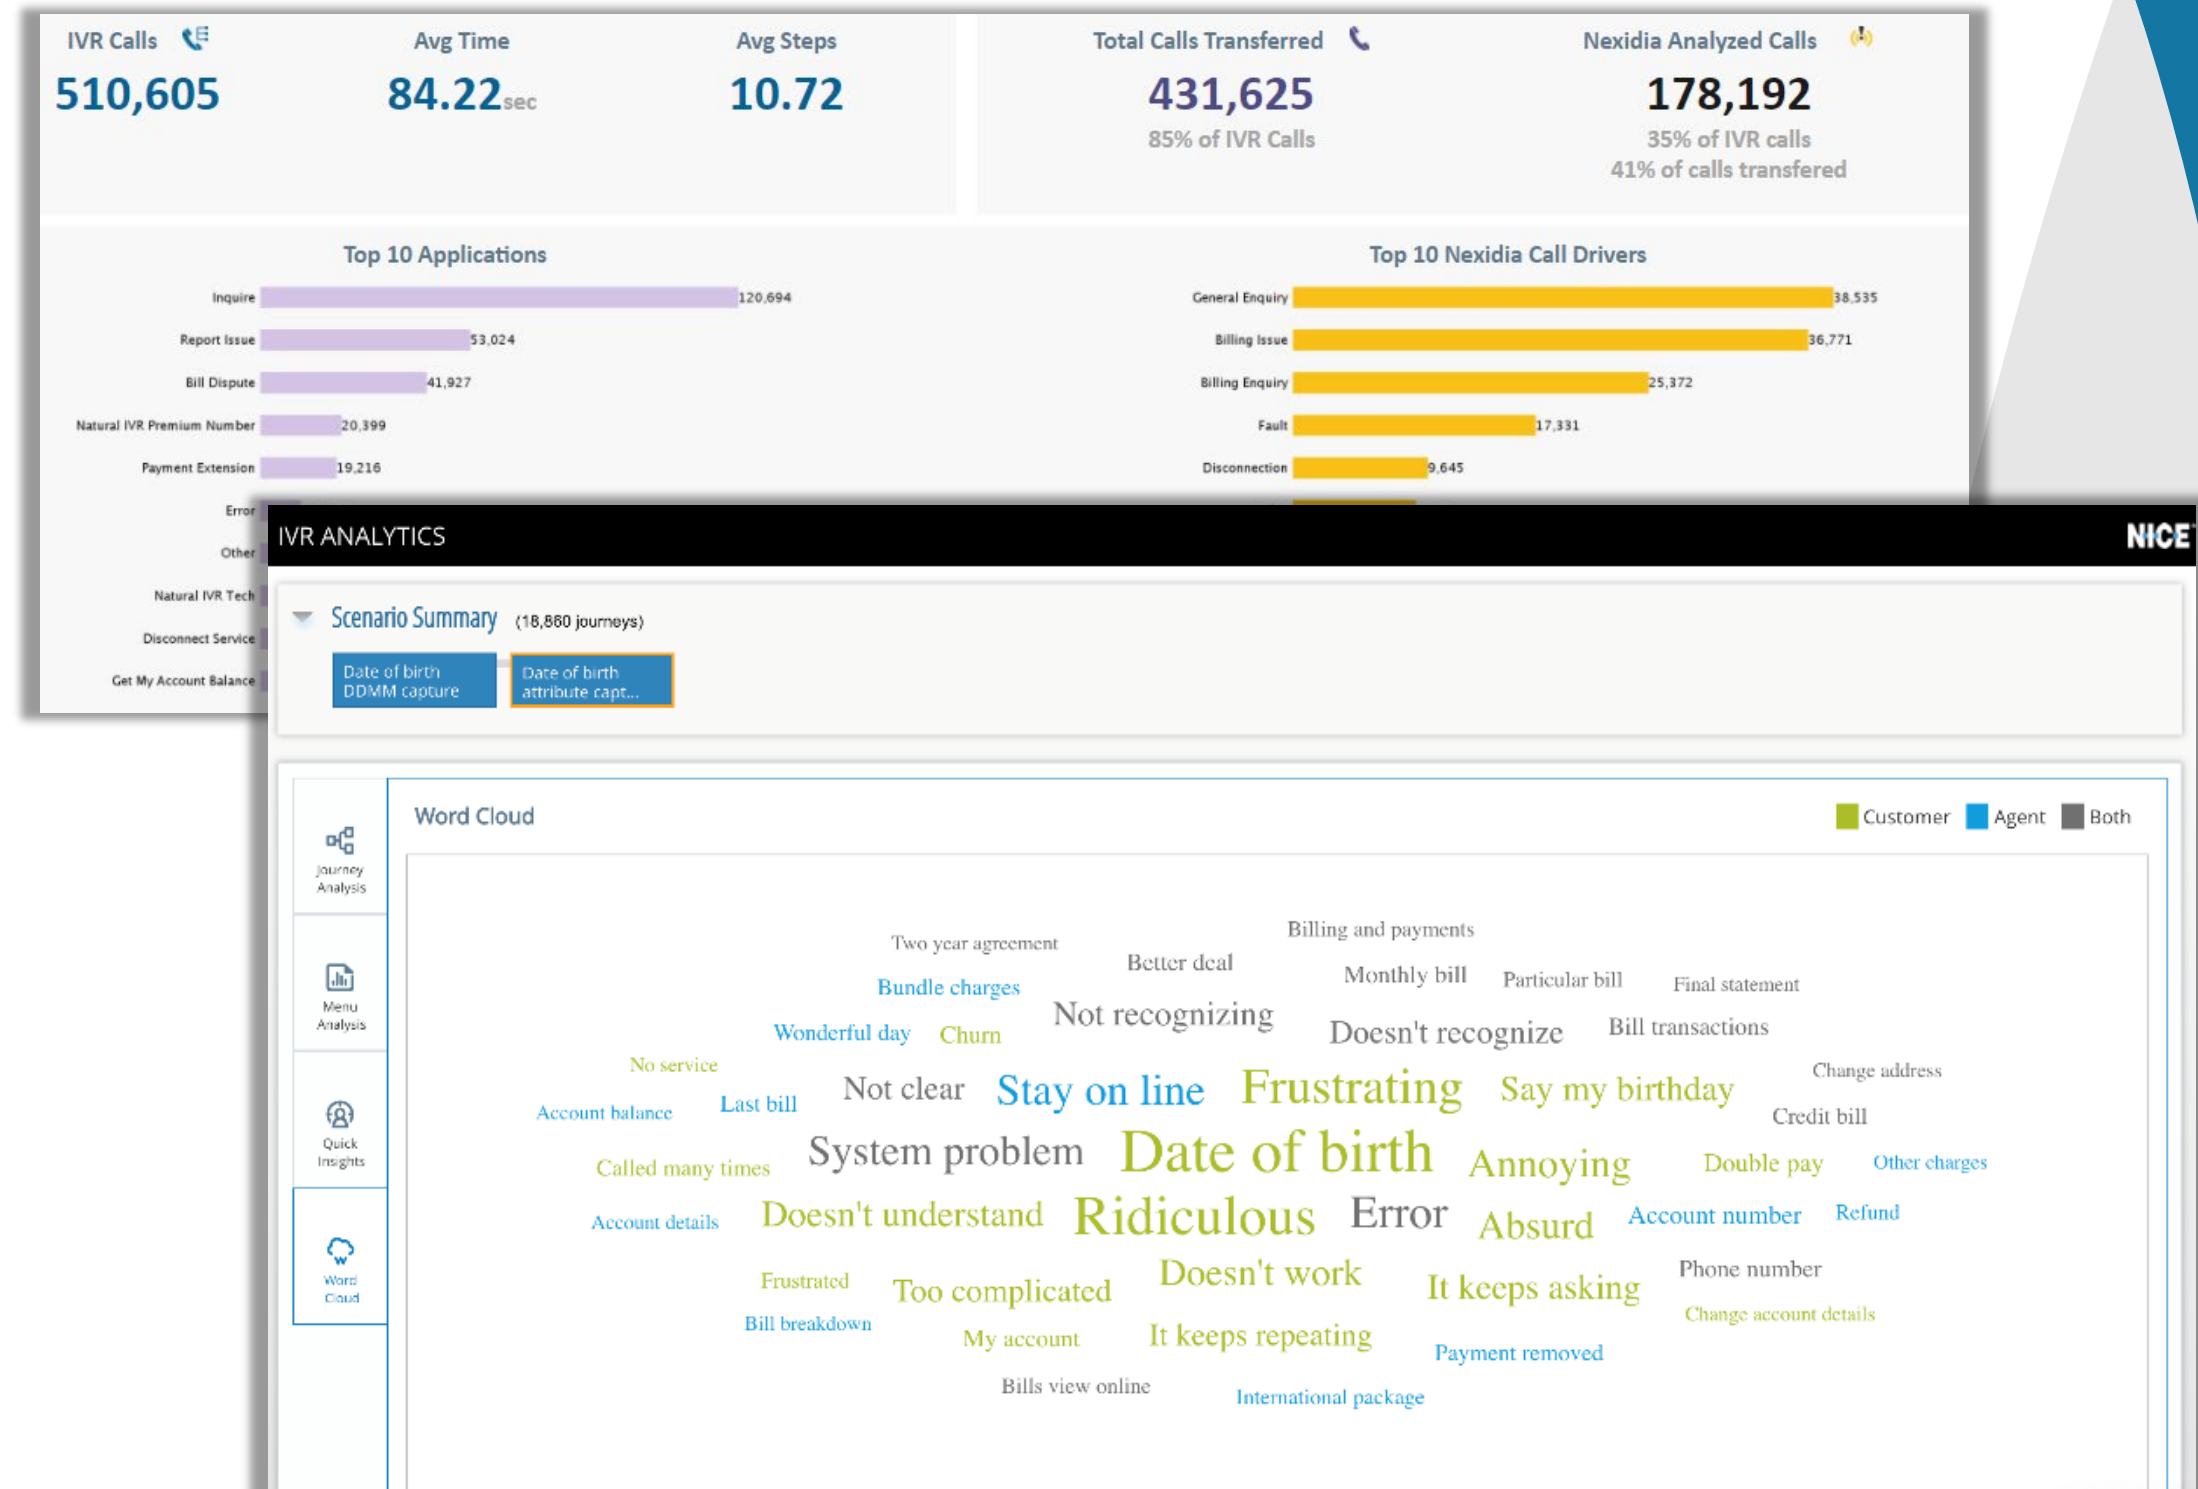 IVR Calls
510,605
Avg Time
84.22sec
Avg Steps
10.72
Total Calls Transferred
431,625
85% of IVR Calls
Nexidia Analyzed Calls
178,192
35% of IVR calls
41% of calls transfered
Top 10 Applications
Inquire 120,694
Report Issue 53,024
Bill Dispute 41,927
Natural IVR Premium Number 20,399
Payment Extension 19,216
Error
Other
Natural IVR Tech
Disconnect Service
Get My Account Balance
Top 10 Nexidia Call Drivers
General Enquiry 38,535
Billing Issue 36,771
Billing Enquiry 25,372
Fault 17,331
Disconnection 9,645
IVR ANALYTICS
NICE
Scenario Summary (18,860 journeys)
Date of birth
DDMM capture
Date of birth
attribute capt...
Journey
Analysis
Menu
Analysis
Quick
Insights
Word
Cloud
Word Cloud
Customer Agent Both
Billing and payments
Two year agreement
Better deal
Monthly bill
Particular bill
Final statement
Bundle charges
Not recognizing
Doesn't recognize
Bill transactions
Wonderful day
Churn
No service
Change address
Not clear
Stay on line
Frustrating
Say my birthday
Account balance
Last bill
Credit bill
System problem
Date of birth
Annoying
Double pay
Other charges
Called many times
Doesn't understand
Ridiculous
Error
Absurd
Account number
Refund
Account details
Frustrated
Too complicated
Doesn't work
It keeps asking
Phone number
Change account details
Bill breakdown
My account
It keeps repeating
Payment removed
Bills view online
International package